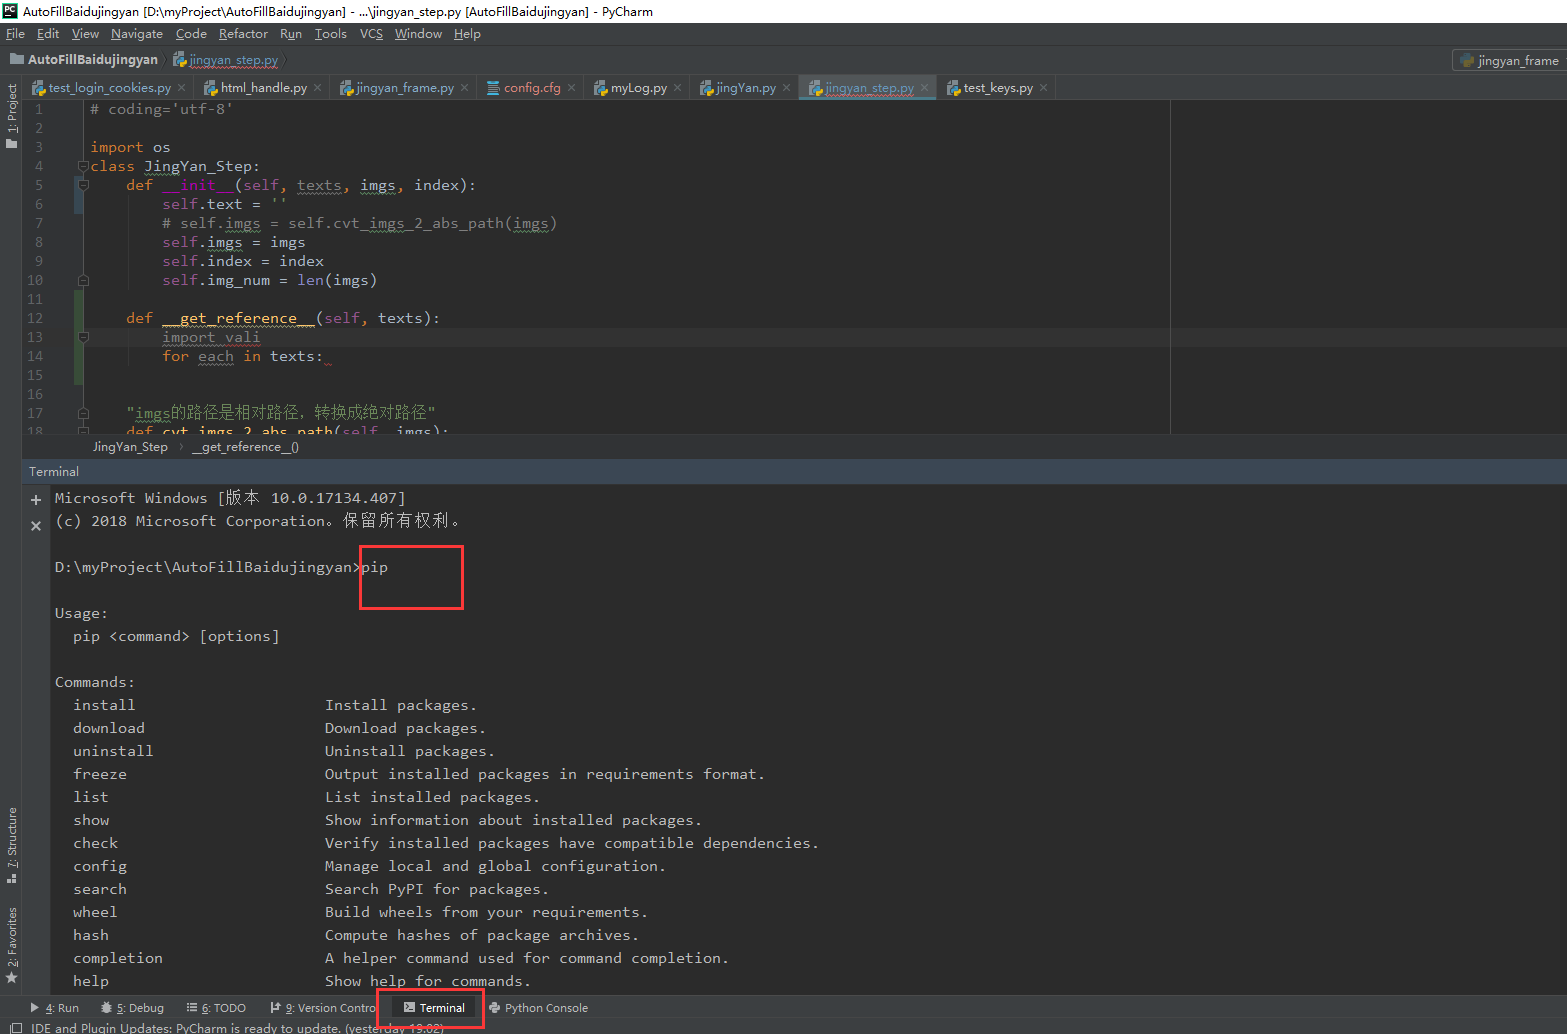 AutoFillBaidujingyan [D:\myProject\AutoFillBaidujingyan] - ...\jingyan_step.py [AutoFillBaidujingyan] - PyCharm
File Edit View Navigate Code Refactor Run Tools VCS Window Help
AutoFillBaidujingyan jingyan_step.py jingyan_frame
test_login_cookies.py html_handle.py jingyan_frame.py config.cfg myLog.py jingYan.py jingyan_step.py test_keys.py
1: Project
1 # coding='utf-8'
2
3 import os
4 class JingYan_Step:
5 def __init__(self, texts, imgs, index):
6 self.text = ''
7 # self.imgs = self.cvt_imgs_2_abs_path(imgs)
8 self.imgs = imgs
9 self.index = index
10 self.img_num = len(imgs)
11
12 def __get_reference__(self, texts):
13 import vali
14 for each in texts:
15
16
17 "imgs的路径是相对路径，转换成绝对路径"
18 def cvt_imgs_2_abs_path(self, imgs):
JingYan_Step __get_reference__()
Terminal
Microsoft Windows [版本 10.0.17134.407]
(c) 2018 Microsoft Corporation。保留所有权利。
D:\myProject\AutoFillBaidujingyan>pip
Usage:
pip <command> [options]
Commands:
install Install packages.
download Download packages.
uninstall Uninstall packages.
freeze Output installed packages in requirements format.
list List installed packages.
show Show information about installed packages.
check Verify installed packages have compatible dependencies.
config Manage local and global configuration.
search Search PyPI for packages.
wheel Build wheels from your requirements.
hash Compute hashes of package archives.
completion A helper command used for command completion.
help Show help for commands.
7: Structure
2: Favorites
4: Run 5: Debug 6: TODO 9: Version Contro Terminal Python Console
IDE and Plugin Updates: PyCharm is ready to update. (yesterday 19:02)